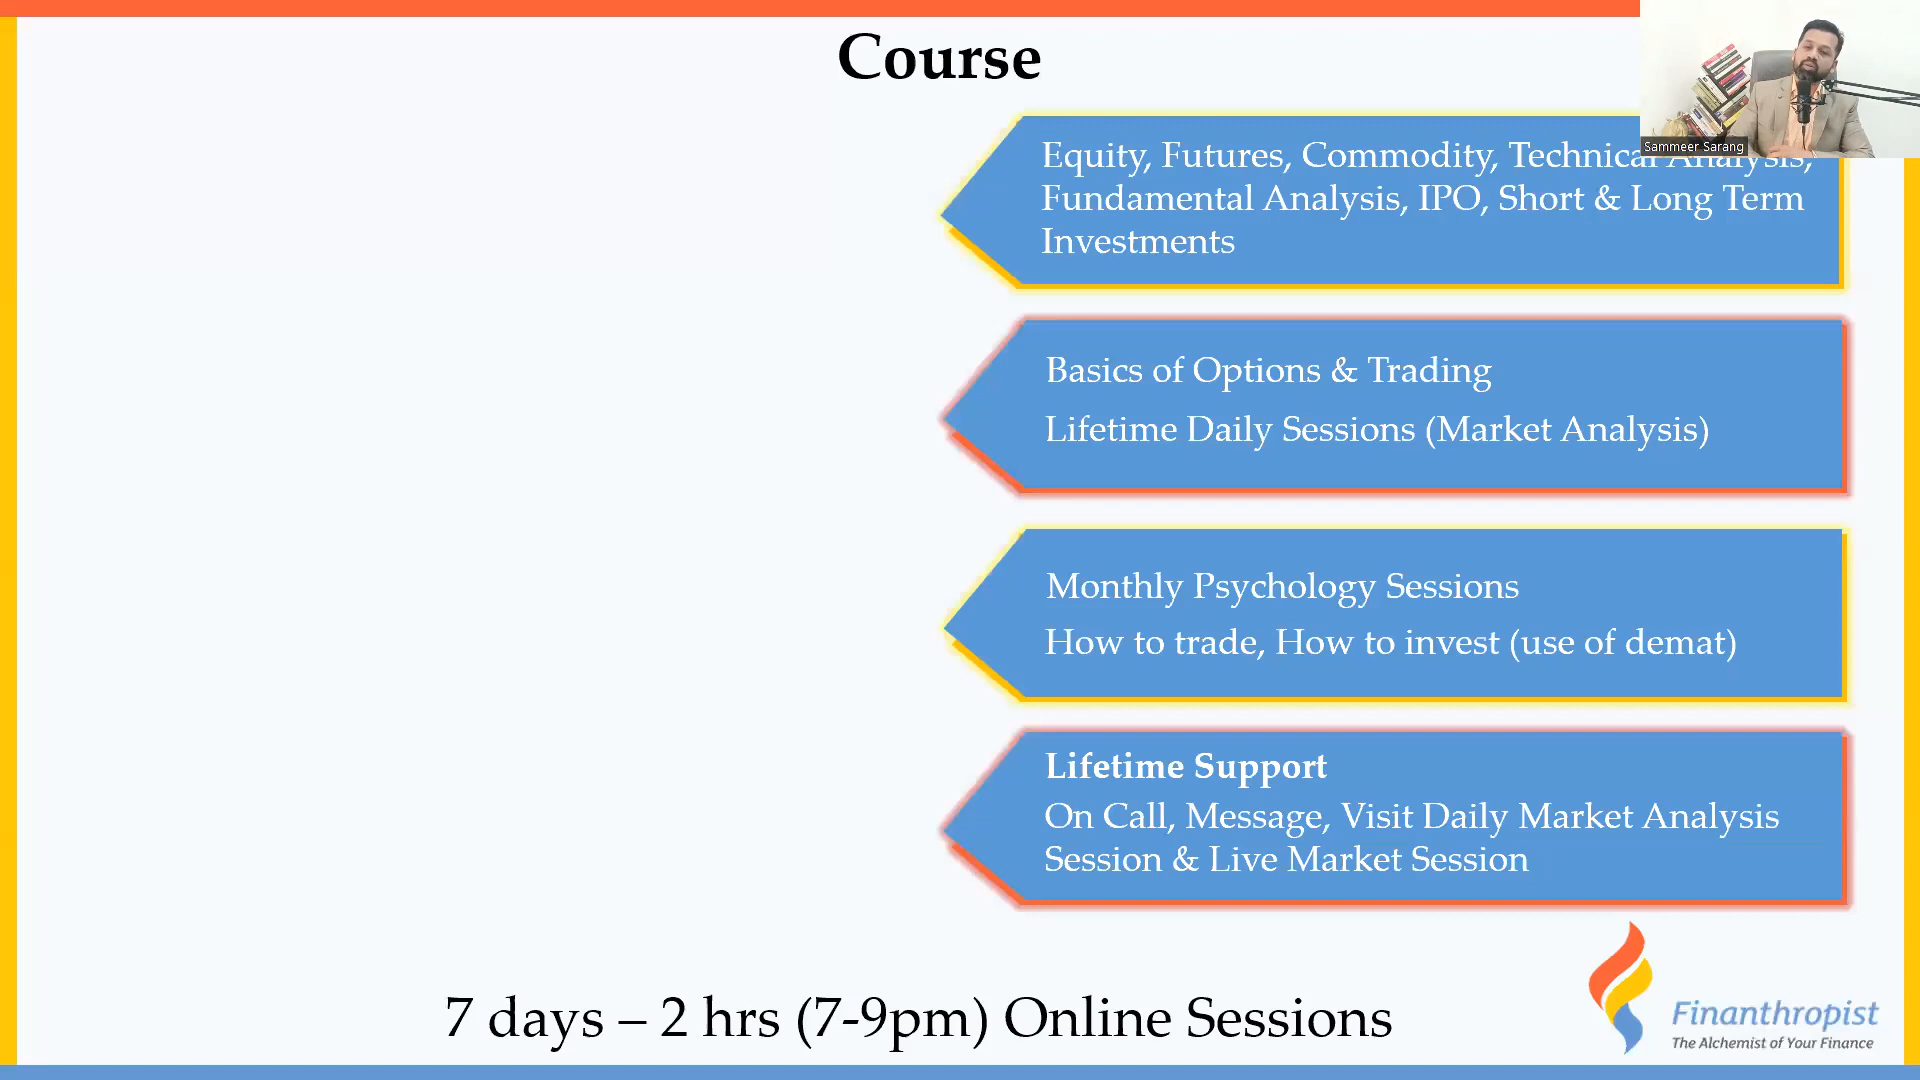 Course
Sammeer Sarang
Equity, Futures, Commodity, Technical Analysis,
Fundamental Analysis, IPO, Short & Long Term
Investments
Basics of Options & Trading
Lifetime Daily Sessions (Market Analysis)
Monthly Psychology Sessions
How to trade, How to invest (use of demat)
Lifetime Support
On Call, Message, Visit Daily Market Analysis
Session & Live Market Session
7 days – 2 hrs (7-9pm) Online Sessions
Finanthropist
The Alchemist of Your Finance